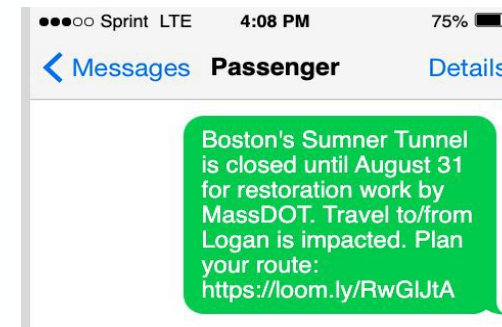 Sprint LTE 4:08 PM 75%
Messages Passenger Details
Boston's Sumner Tunnel
is closed until August 31
for restoration work by
MassDOT. Travel to/from
Logan is impacted. Plan
your route:
https://loom.ly/RwGlJtA